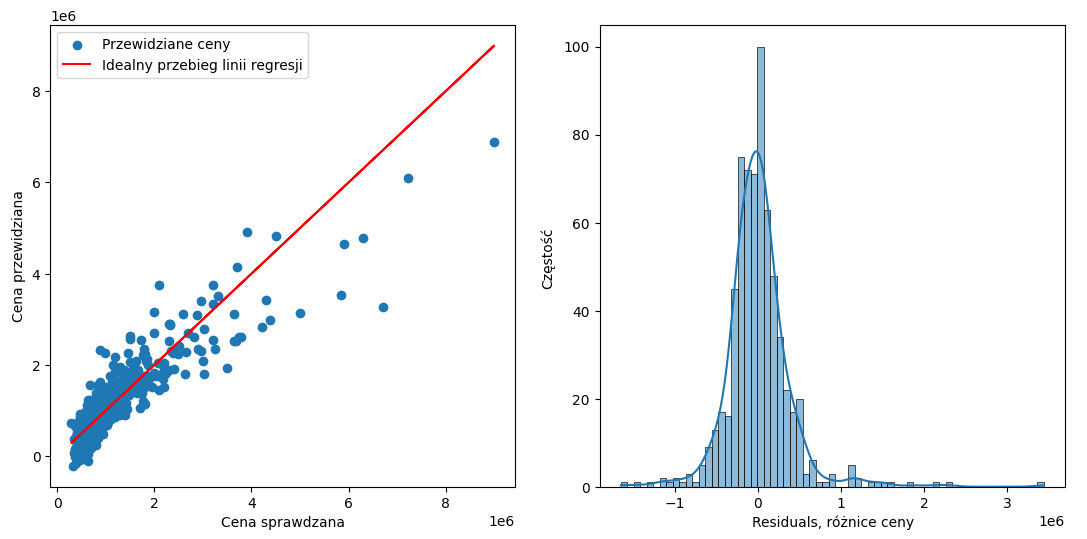 1e6
Przewidziane ceny
Idealny przebieg linii regresji
8
6
4
2
0
Cena przewidziana
0 2 4 6 8
1e6
Cena sprawdzana
100
80
60
40
20
0
Częstość
−1 0 1 2 3
1e6
Residuals, różnice ceny